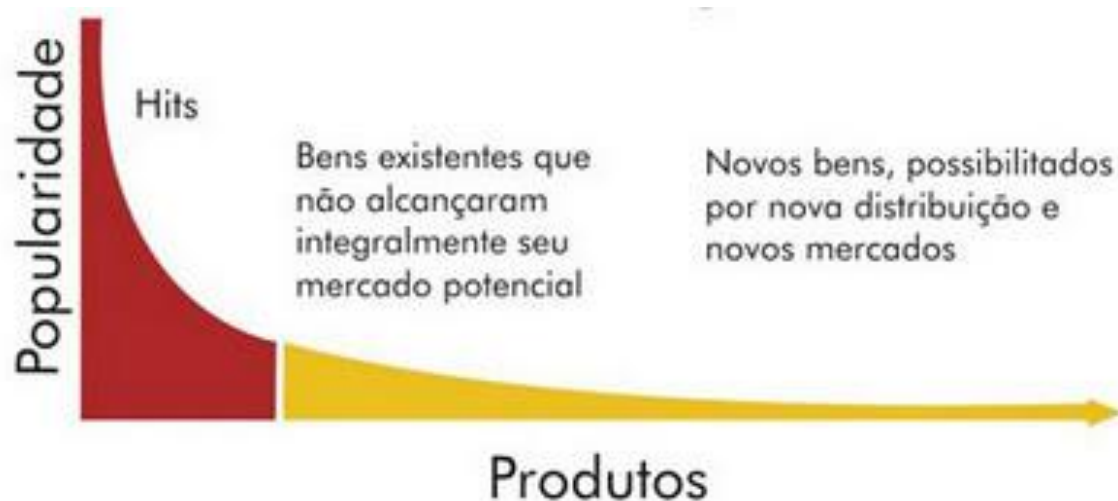 Popularidade
Hits
Bens existentes que
não alcançaram
integralmente seu
mercado potencial
Novos bens, possibilitados
por nova distribuição e
novos mercados
Produtos